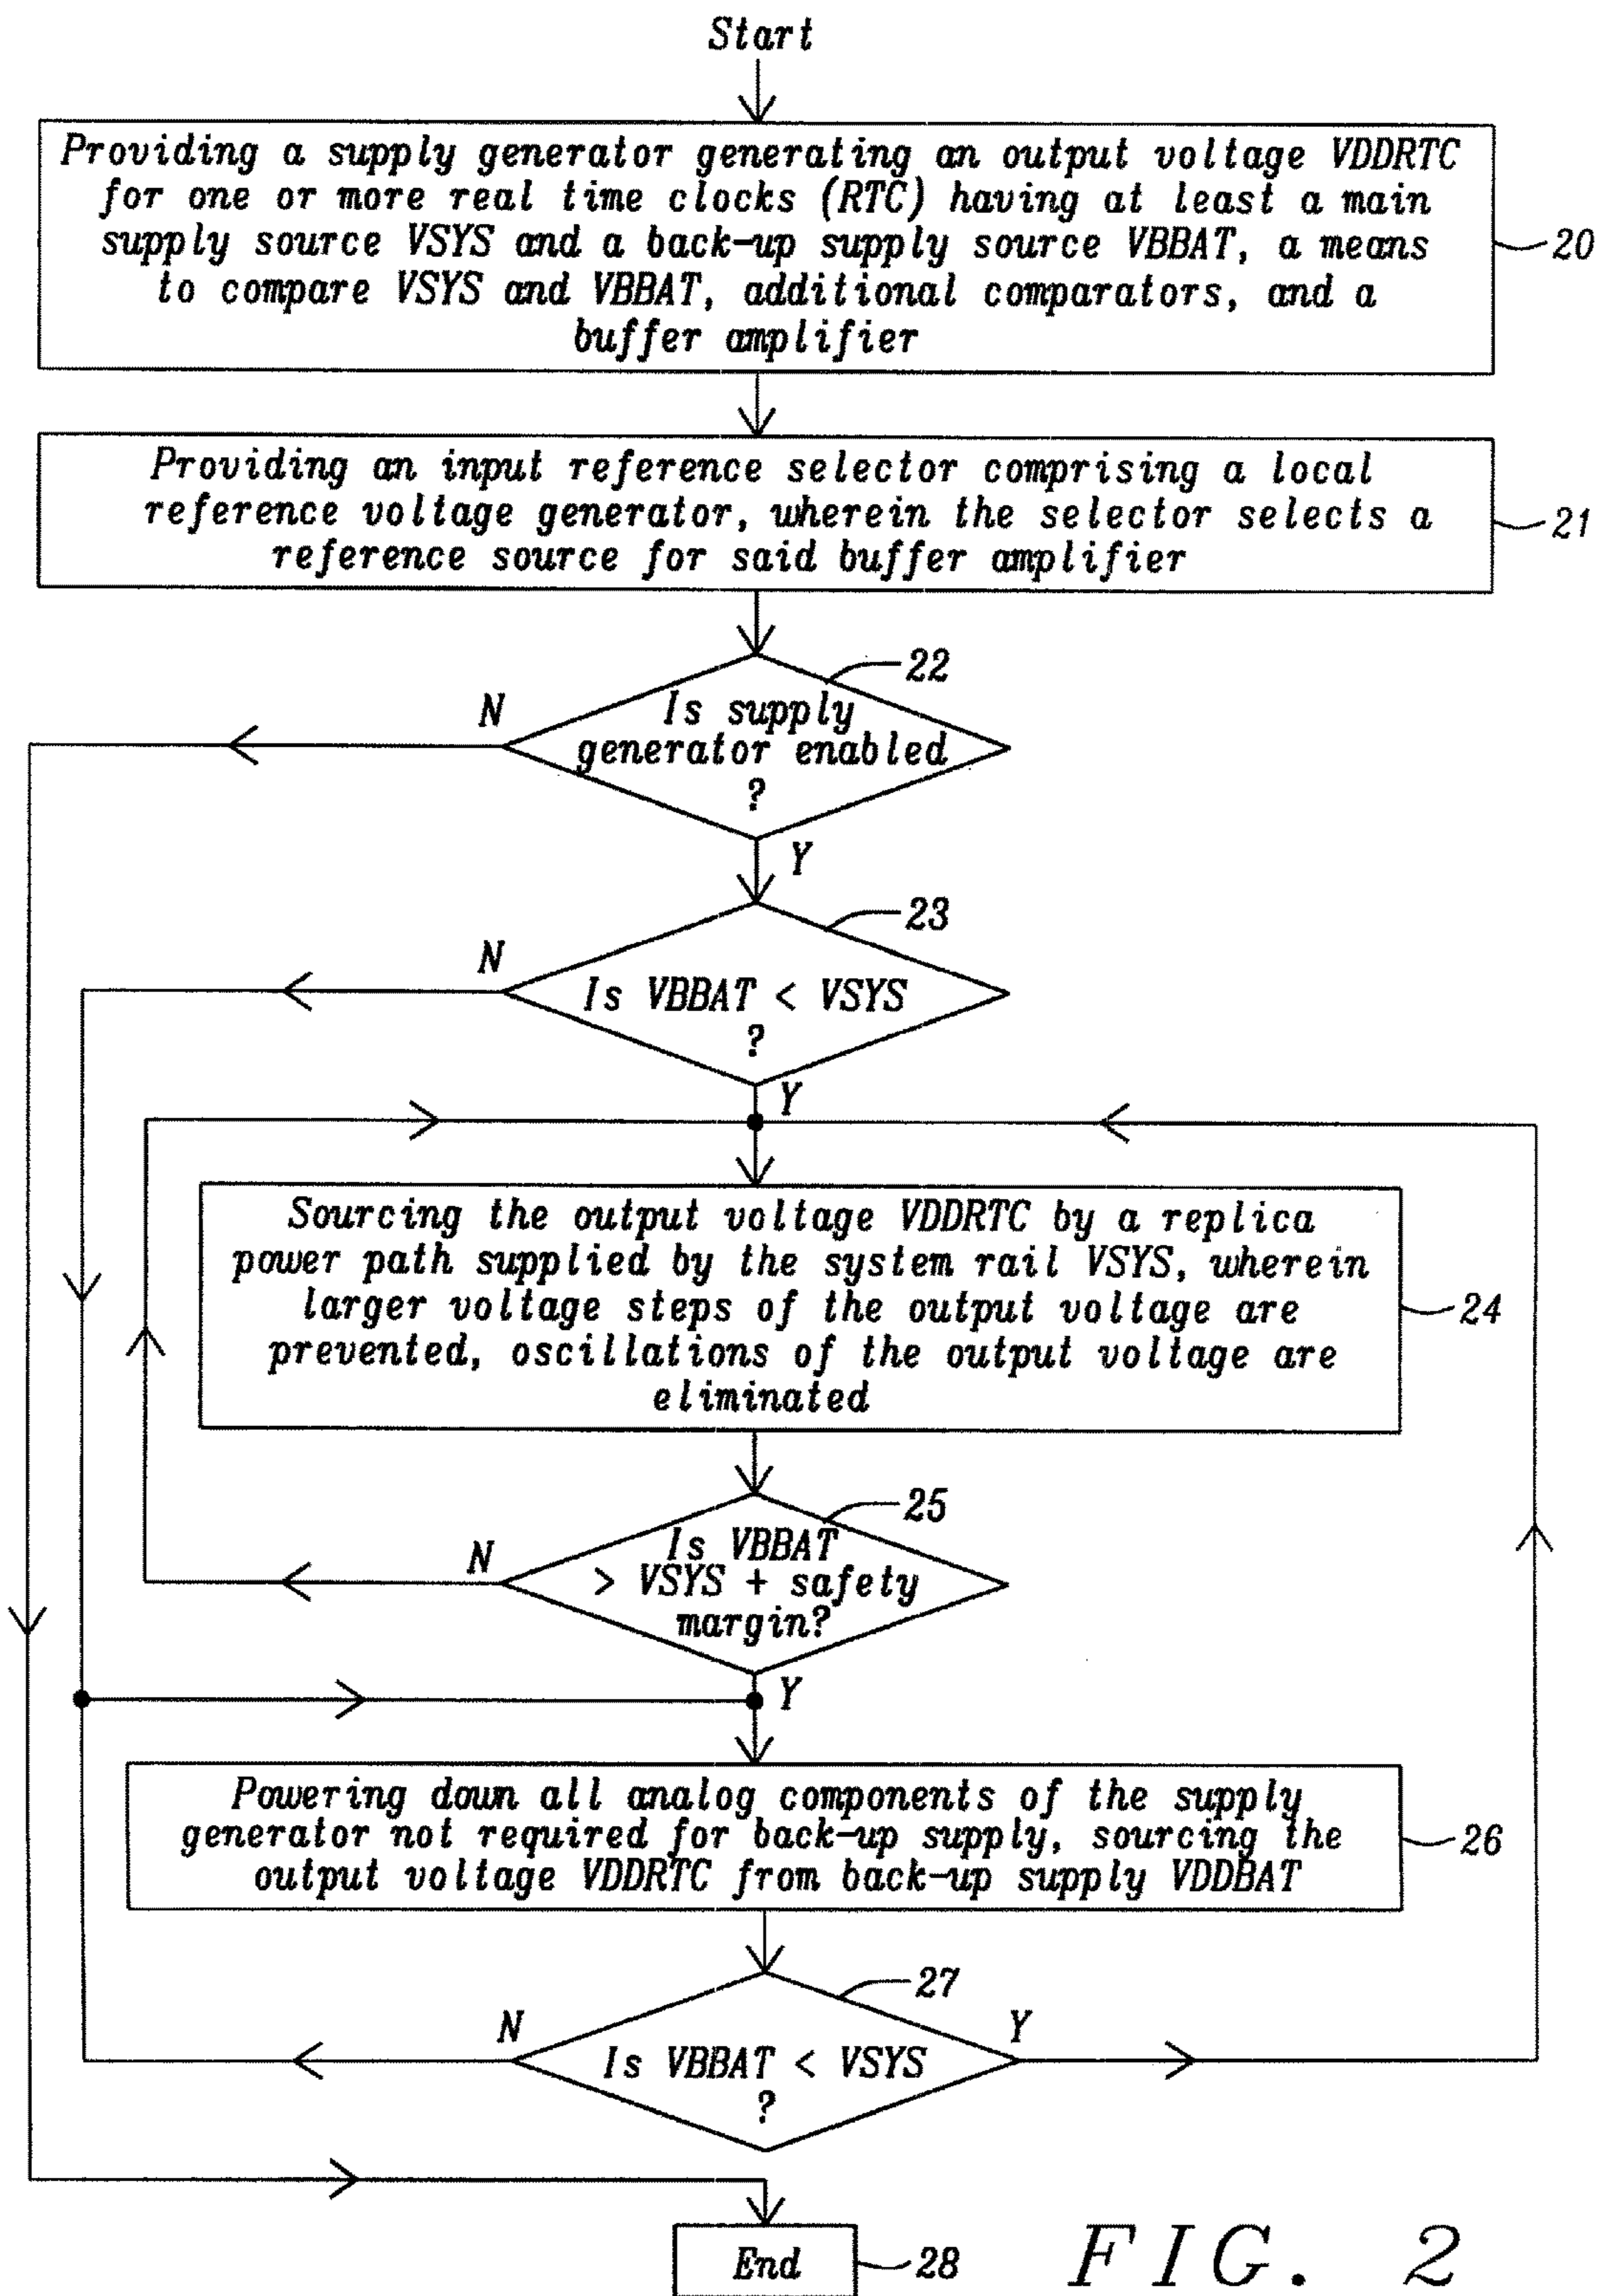 Start
Providing a supply generator generating an output voltage VDDRTC
for one or more real time clocks (RTC) having at least a main
supply source VSYS and a back-up supply source VBBAT, a means
to compare VSYS and VBBAT, additional comparators, and a
buffer amplifier
20
Providing an input reference selector comprising a local
reference voltage generator, wherein the selector selects a
reference source for said buffer amplifier
21
22
N
Is supply
generator enabled
?
Y
23
N
Is VBBAT < VSYS
?
Y
Sourcing the output voltage VDDRTC by a replica
power path supplied by the system rail VSYS, wherein
larger voltage steps of the output voltage are
prevented, oscillations of the output voltage are
eliminated
24
25
N
Is VBBAT
> VSYS + safety
margin?
Y
Powering down all analog components of the supply
generator not required for back-up supply, sourcing the
output voltage VDDRTC from back-up supply VDDBAT
26
27
N
Y
Is VBBAT < VSYS
?
End
28
FIG. 2